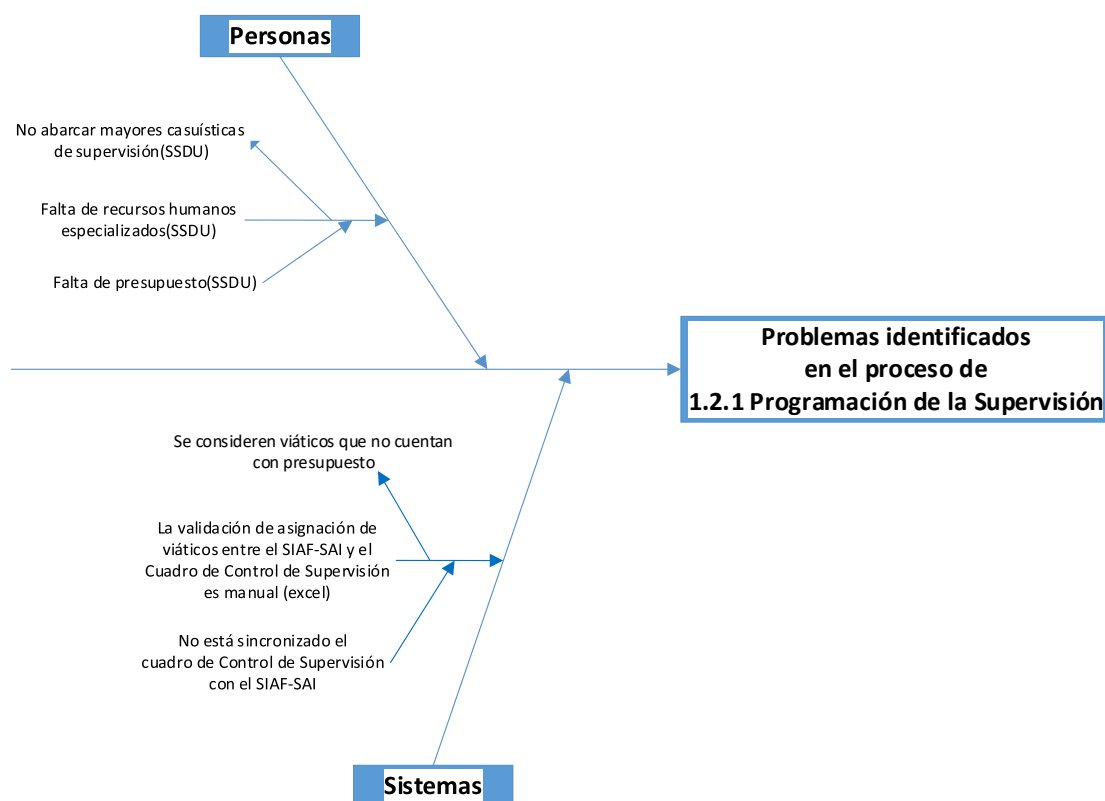 Personas
No abarcar mayores casuísticas
de supervisión(SSDU)
Falta de recursos humanos
especializados(SSDU)
Falta de presupuesto(SSDU)
Problemas identificados
en el proceso de
1.2.1 Programación de la Supervisión
Se consideren viáticos que no cuentan
con presupuesto
La validación de asignación de
viáticos entre el SIAF-SAI y el
Cuadro de Control de Supervisión
es manual (excel)
No está sincronizado el
cuadro de Control de Supervisión
con el SIAF-SAI
Sistemas